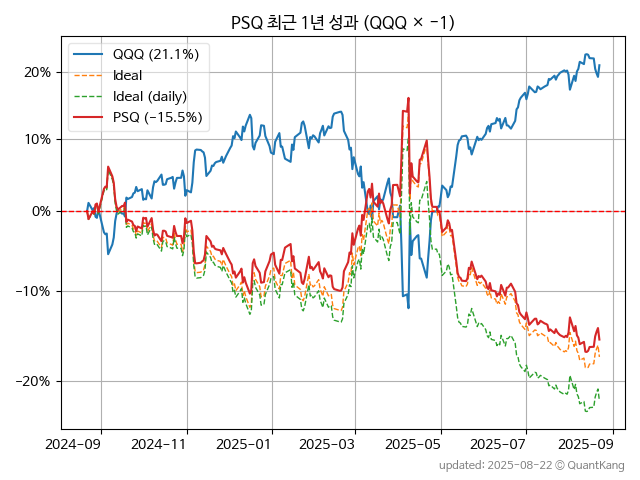 PSQ 최근 1년 성과 (QQQ × −1)
QQQ (21.1%)
Ideal
Ideal (daily)
PSQ (−15.5%)
20%
10%
0%
−10%
−20%
2024-09 2024-11 2025-01 2025-03 2025-05 2025-07 2025-09
updated: 2025-08-22 © QuantKang